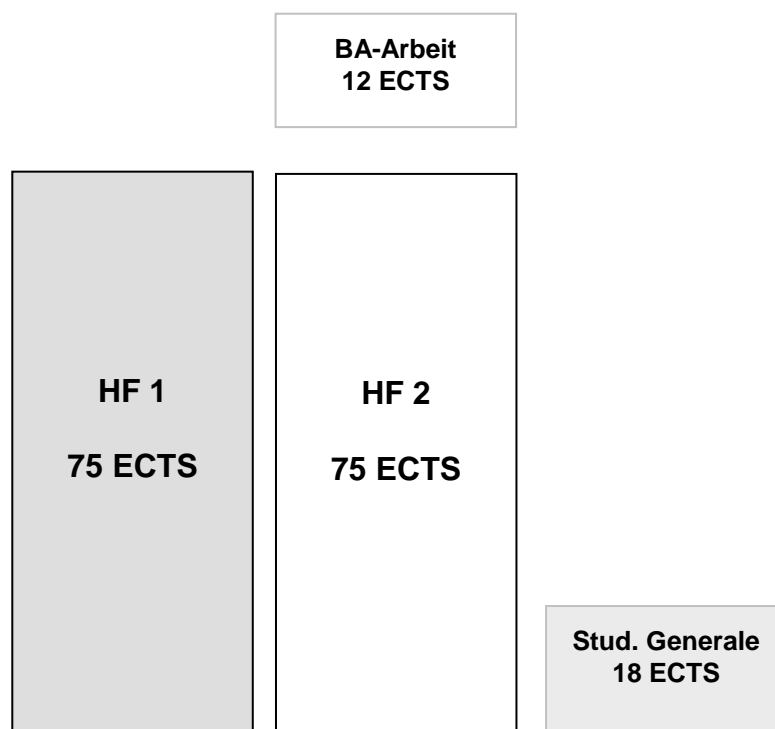 BA-Arbeit
12 ECTS
HF 1
75 ECTS
HF 2
75 ECTS
Stud. Generale
18 ECTS